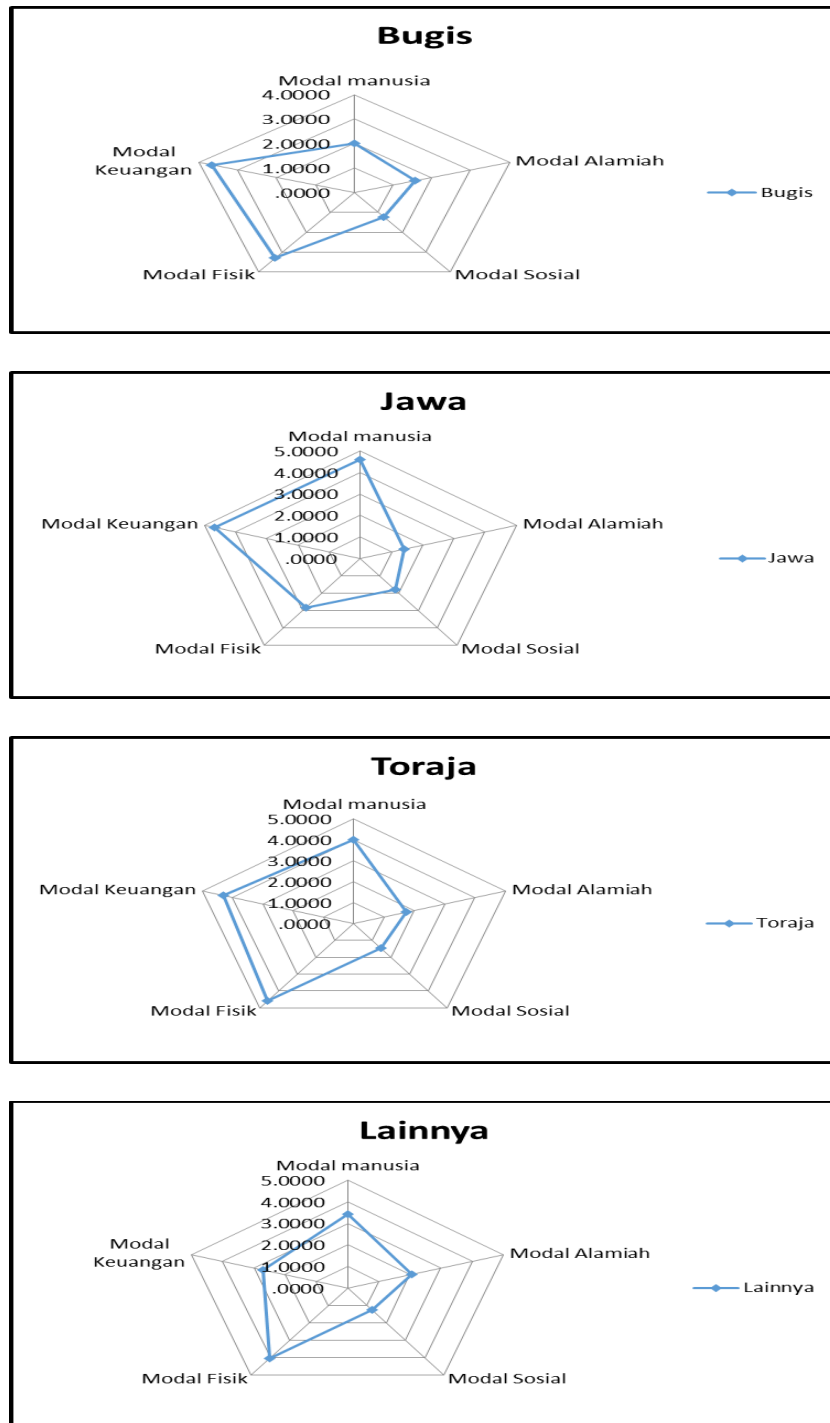 Bugis
Modal manusia
4.0000
3.0000
2.0000
1.0000
.0000
Modal Alamiah
Modal Sosial
Modal Fisik
Modal
Keuangan
Bugis
Jawa
Modal manusia
5.0000
4.0000
3.0000
2.0000
1.0000
.0000
Modal Alamiah
Modal Sosial
Modal Fisik
Modal Keuangan
Jawa
Toraja
Modal manusia
5.0000
4.0000
3.0000
2.0000
1.0000
.0000
Modal Alamiah
Modal Sosial
Modal Fisik
Modal Keuangan
Toraja
Lainnya
Modal manusia
5.0000
4.0000
3.0000
2.0000
1.0000
.0000
Modal Alamiah
Modal Sosial
Modal Fisik
Modal
Keuangan
Lainnya